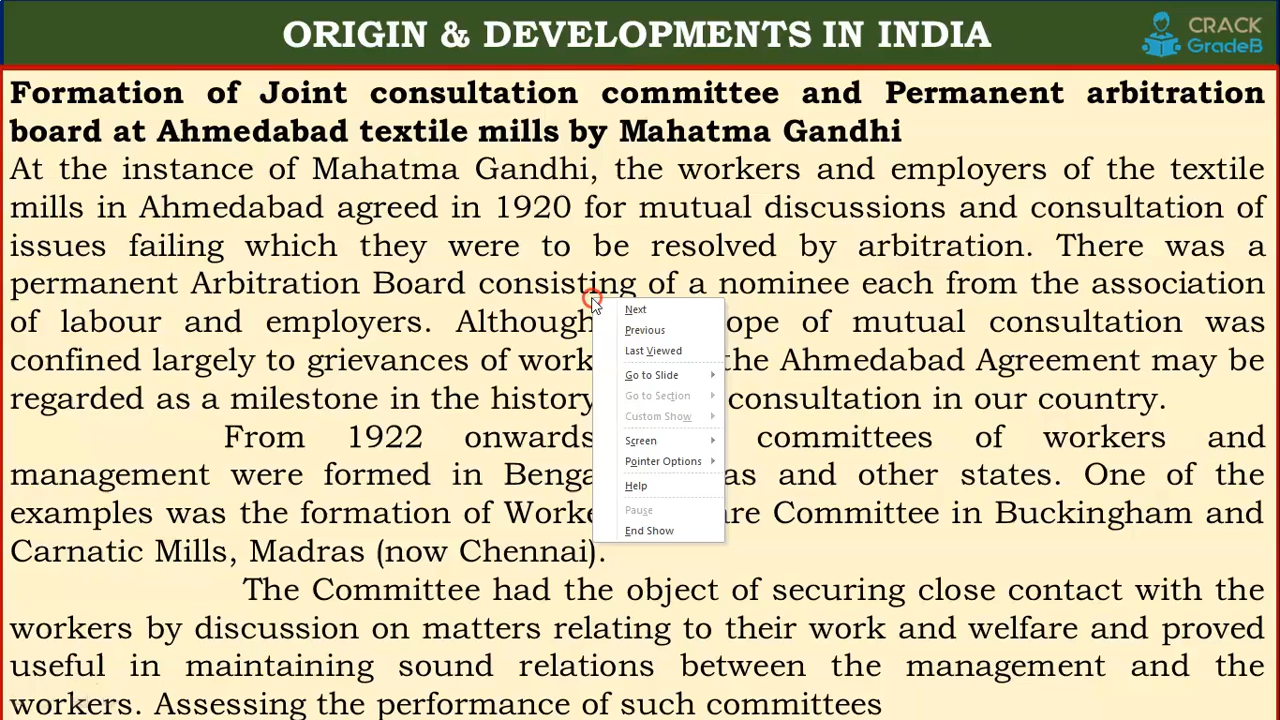 ORIGIN & DEVELOPMENTS IN INDIA
CRACK
GradeB
Formation of Joint consultation committee and Permanent arbitration
board at Ahmedabad textile mills by Mahatma Gandhi
At the instance of Mahatma Gandhi, the workers and employers of the textile
mills in Ahmedabad agreed in 1920 for mutual discussions and consultation of
issues failing which they were to be resolved by arbitration. There was a
permanent Arbitration Board consisting of a nominee each from the association
of labour and employers. Although ope of mutual consultation was
confined largely to grievances of work the Ahmedabad Agreement may be
regarded as a milestone in the history consultation in our country.
From 1922 onwards committees of workers and
management were formed in Benga as and other states. One of the
examples was the formation of Worke re Committee in Buckingham and
Carnatic Mills, Madras (now Chennai).
The Committee had the object of securing close contact with the
workers by discussion on matters relating to their work and welfare and proved
useful in maintaining sound relations between the management and the
workers. Assessing the performance of such committees
Next
Previous
Last Viewed
Go to Slide
Go to Section
Custom Show
Screen
Pointer Options
Help
Pause
End Show